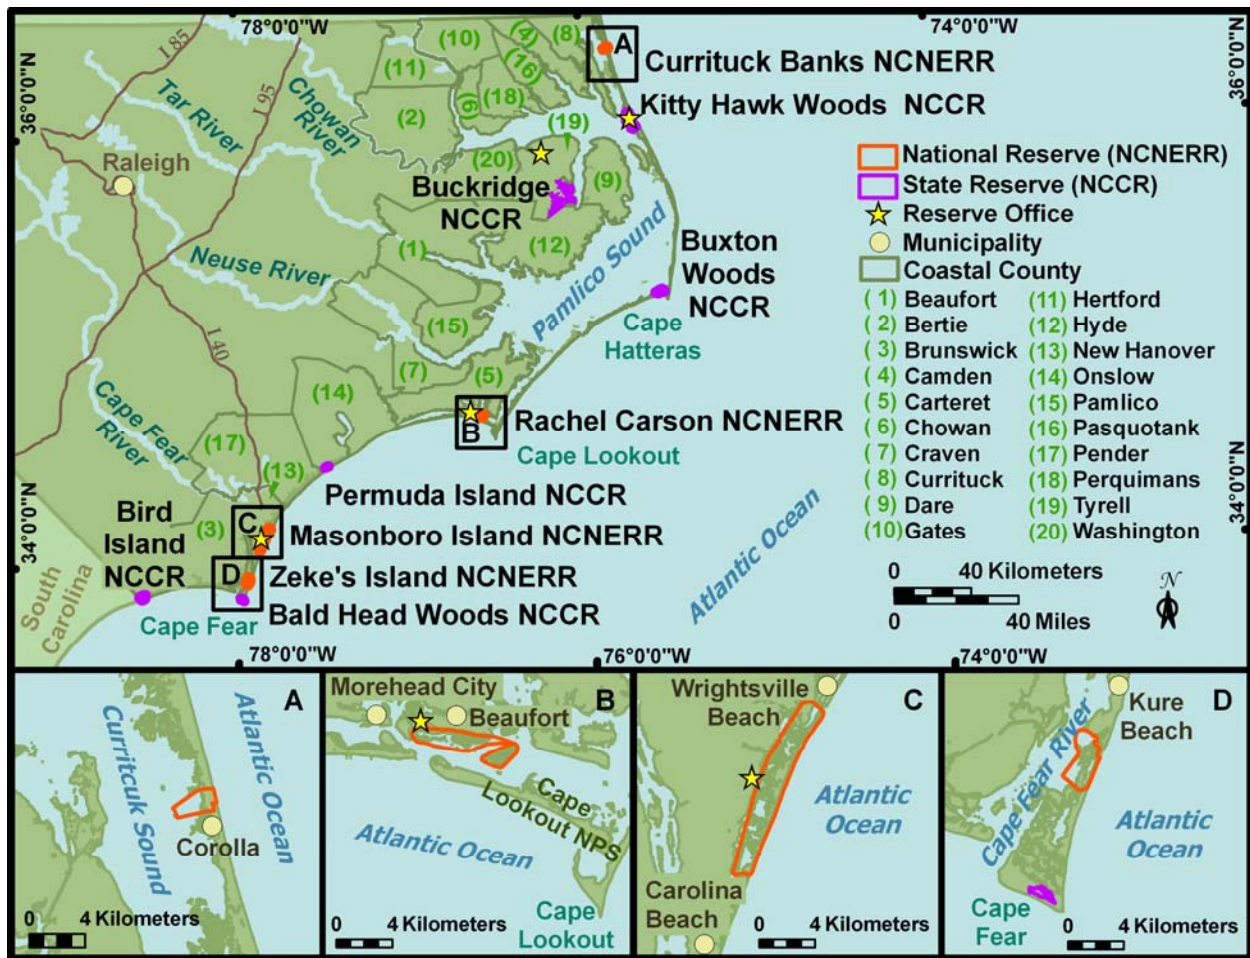 78°0'0"W
74°0'0"W
36°0'0"N
36°0'0"N
I 85
I 95
Tar River
Chowan
River
(10)
(4)
(8)
A
(11)
(16)
Currituck Banks NCNERR
(2)
(6)
(18)
Kitty Hawk Woods NCCR
(19)
Raleigh
(20)
Buckridge
NCCR
(9)
National Reserve (NCNERR)
State Reserve (NCCR)
Reserve Office
Municipality
Coastal County
(1)
(12)
Neuse River
Pamlico Sound
Buxton
Woods
NCCR
(15)
Cape
Hatteras
I 40
(7)
(5)
(14)
Cape Fear
River
B
Rachel Carson NCNERR
Cape Lookout
(17)
(13)
Permuda Island NCCR
( 1) Beaufort
( 2) Bertie
( 3) Brunswick
( 4) Camden
( 5) Carteret
( 6) Chowan
( 7) Craven
( 8) Currituck
( 9) Dare
(10) Gates
(11) Hertford
(12) Hyde
(13) New Hanover
(14) Onslow
(15) Pamlico
(16) Pasquotank
(17) Pender
(18) Perquimans
(19) Tyrell
(20) Washington
34°0'0"N
34°0'0"N
Bird
Island
NCCR
(3)
C
Masonboro Island NCNERR
D
Zeke's Island NCNERR
Bald Head Woods NCCR
Cape Fear
South
Carolina
Atlantic Ocean
0 40 Kilometers
0 40 Miles
N
78°0'0"W
76°0'0"W
74°0'0"W
A
Currituck Sound
Atlantic Ocean
Corolla
0 4 Kilometers
B
Morehead City
Beaufort
Cape
Lookout NPS
Atlantic Ocean
Cape
Lookout
0 4 Kilometers
C
Wrightsville
Beach
Atlantic
Ocean
Carolina
Beach
0 4 Kilometers
D
Kure
Beach
Cape Fear River
Atlantic
Ocean
Cape
Fear
0 4 Kilometers